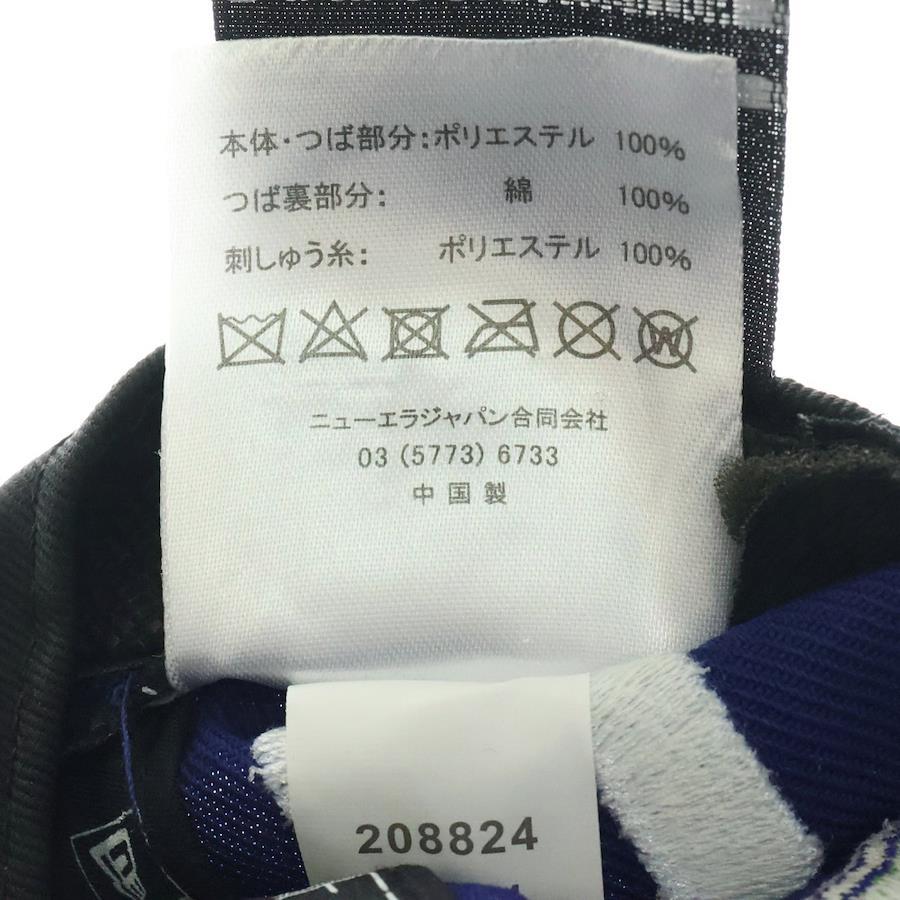 本体・つば部分:ポリエステル 100%
つば裏部分: 綿 100%
刺しゅう糸: ポリエステル 100%
W
ニューエラジャパン合同会社
03 (5773) 6733
中国製
208824